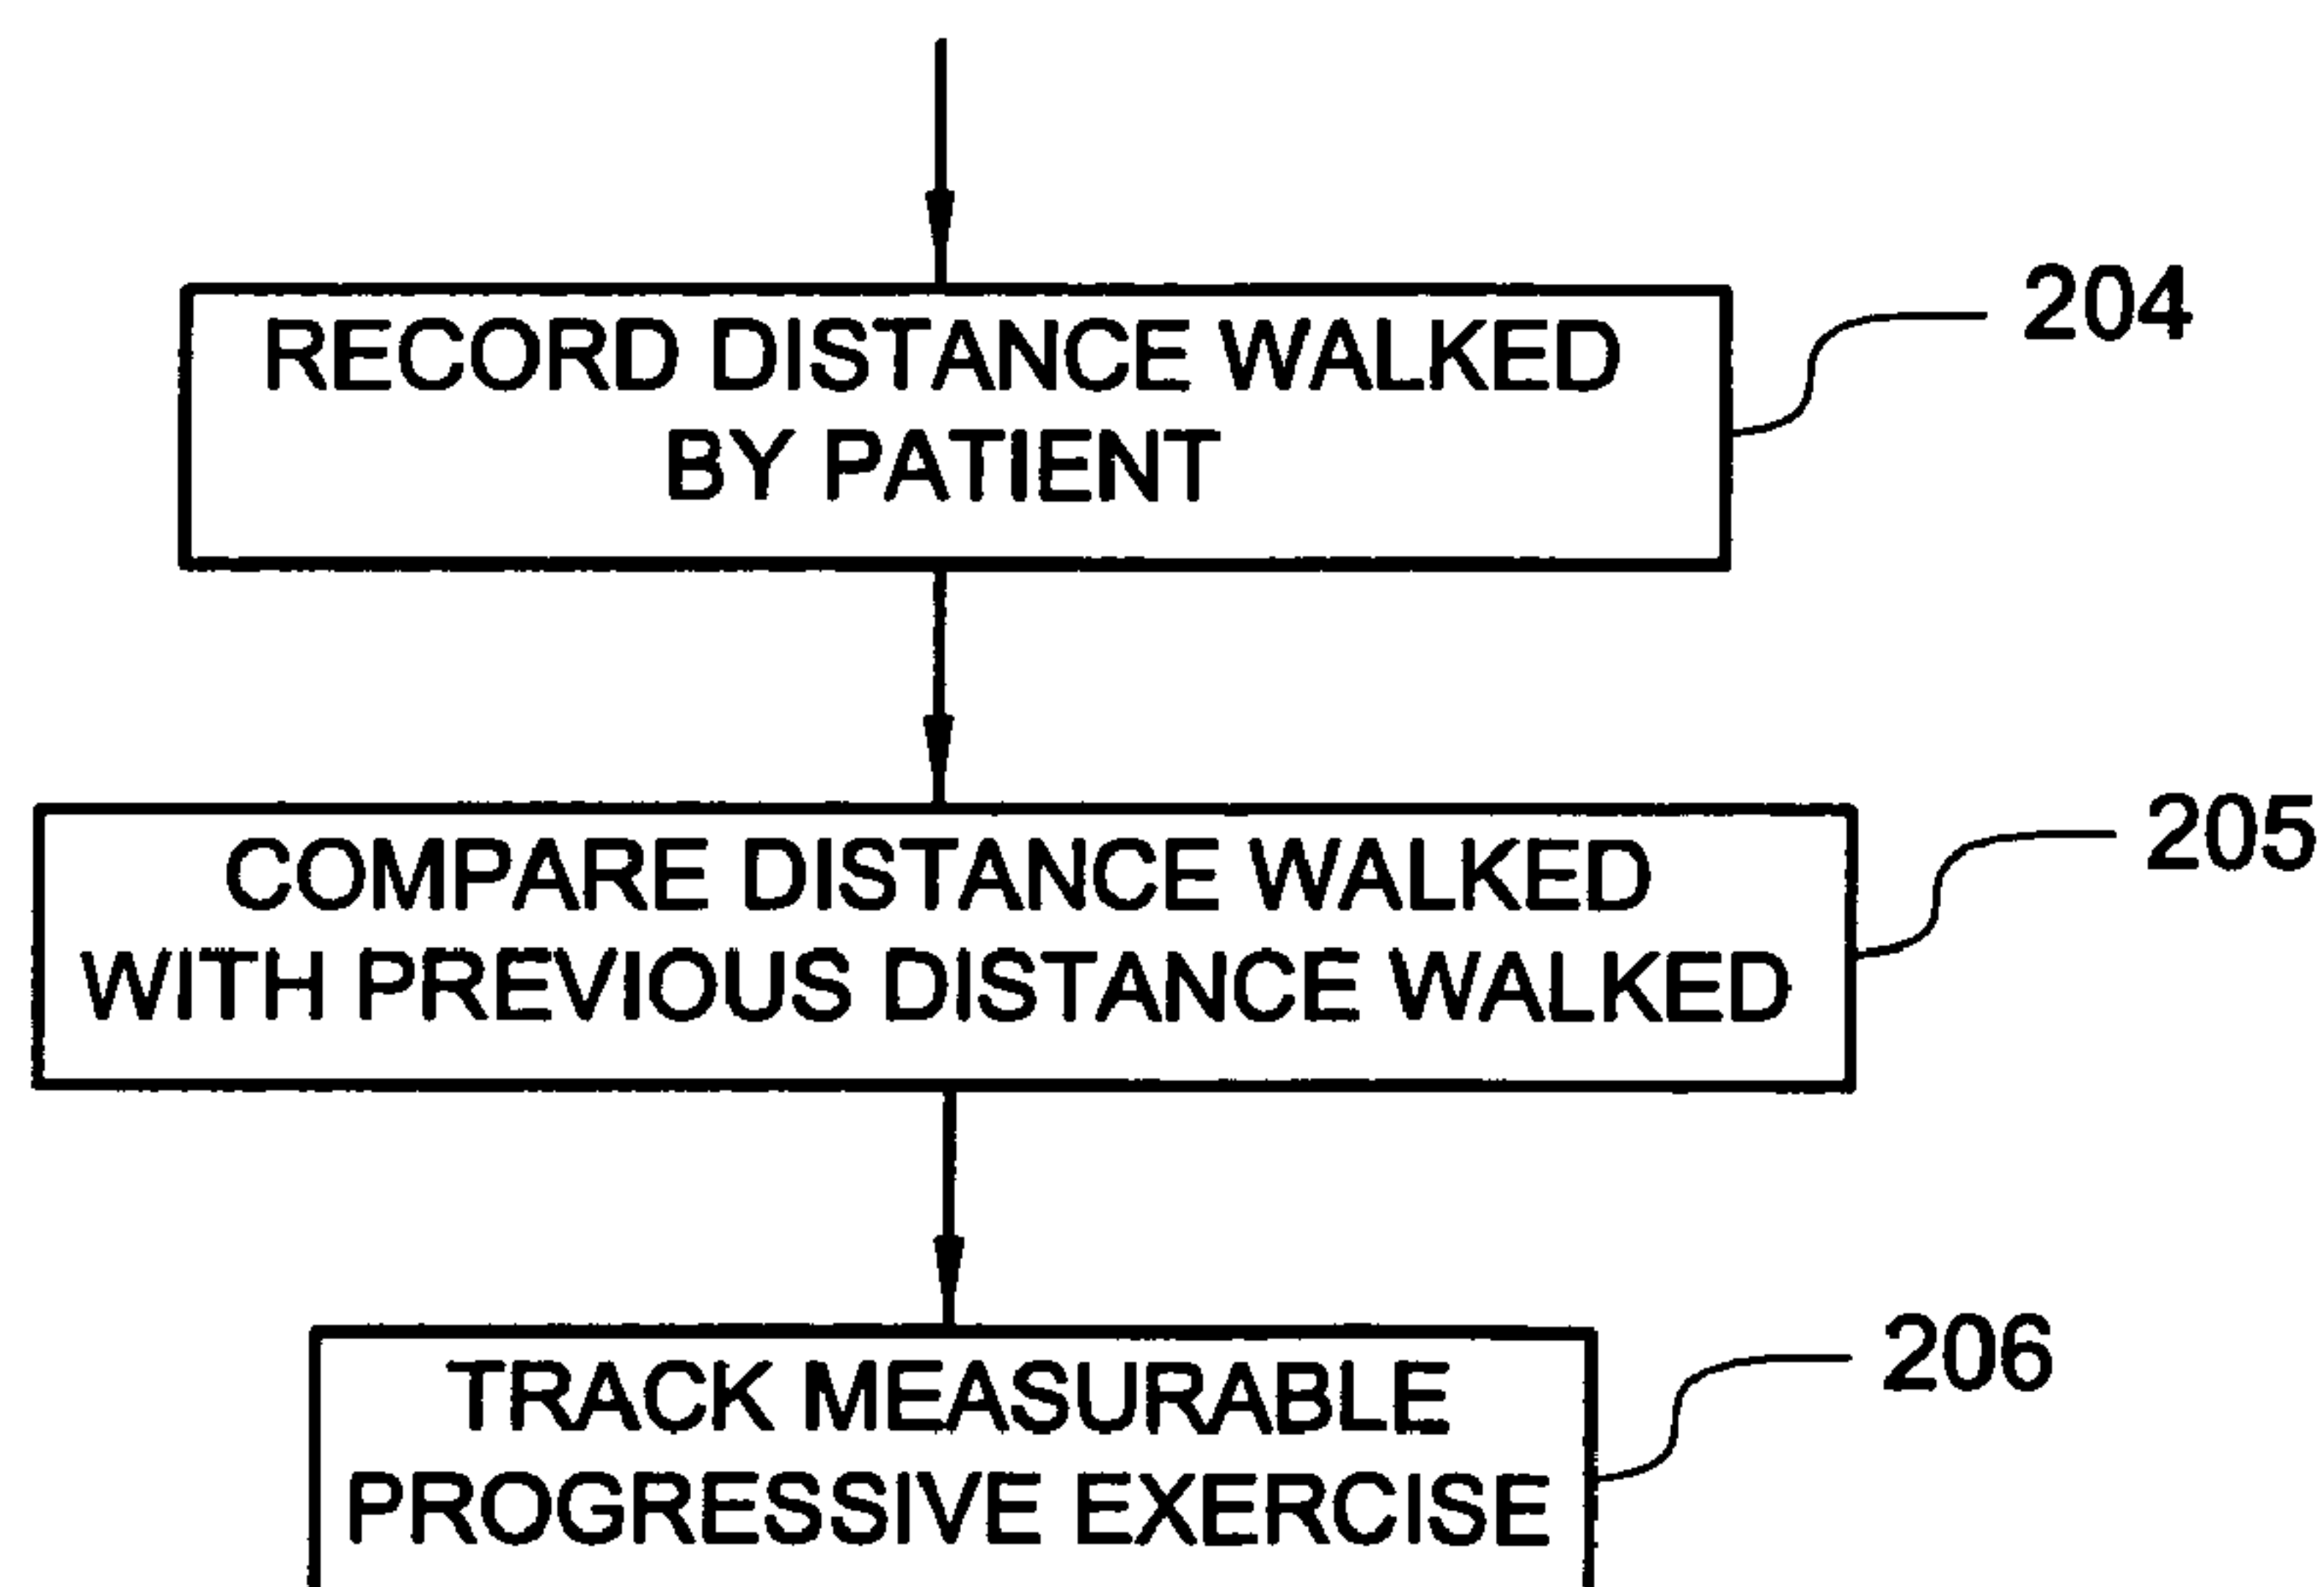 204
RECORD DISTANCE WALKED
BY PATIENT
205
COMPARE DISTANCE WALKED
WITH PREVIOUS DISTANCE WALKED
206
TRACK MEASURABLE
PROGRESSIVE EXERCISE